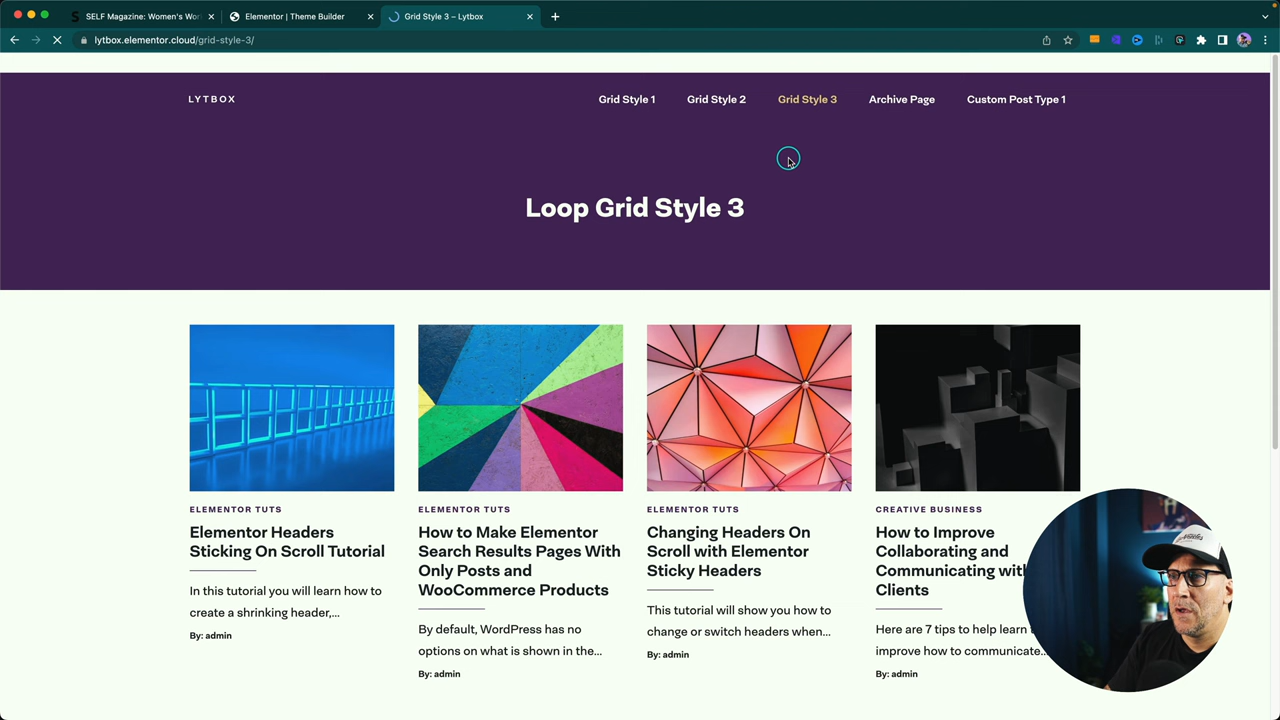 SELF Magazine: Women's Wor
Elementor | Theme Builder
Grid Style 3 – Lytbox
lytbox.elementor.cloud/grid-style-3/
LYTBOX
Grid Style 1
Grid Style 2
Grid Style 3
Archive Page
Custom Post Type 1
Loop Grid Style 3
ELEMENTOR TUTS
Elementor Headers
Sticking On Scroll Tutorial
In this tutorial you will learn how to
create a shrinking header,...
By: admin
ELEMENTOR TUTS
How to Make Elementor
Search Results Pages With
Only Posts and
WooCommerce Products
By default, WordPress has no
options on what is shown in the...
By: admin
ELEMENTOR TUTS
Changing Headers On
Scroll with Elementor
Sticky Headers
This tutorial will show you how to
change or switch headers when...
By: admin
CREATIVE BUSINESS
How to Improve
Collaborating and
Communicating with
Clients
Here are 7 tips to help learn
improve how to communicate...
By: admin